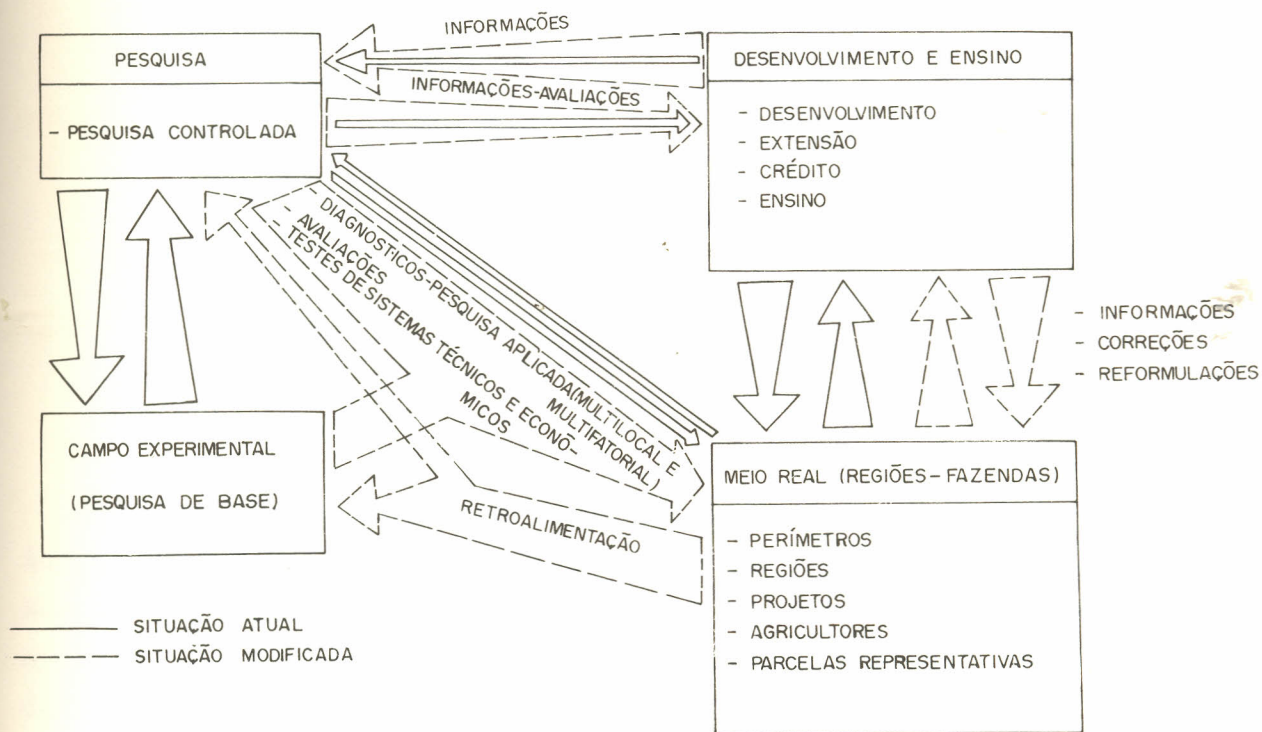 INFORMAÇÕES
PESQUISA
- PESQUISA CONTROLADA
INFORMAÇÕES-AVALIAÇÕES
DESENVOLVIMENTO E ENSINO
- DESENVOLVIMENTO
- EXTENSÃO
- CRÉDITO
- ENSINO
- DIAGNOSTICOS-PESQUISA APLICADA(MULTILOCAL E
MULTIFATORIAL)
- AVALIAÇÕES
- TESTES DE SISTEMAS TÉCNICOS E ECONÔ-
MICOS
- INFORMAÇÕES
- CORREÇÕES
- REFORMULAÇÕES
CAMPO EXPERIMENTAL
(PESQUISA DE BASE)
RETROALIMENTAÇÃO
MEIO REAL (REGIÕES-FAZENDAS)
- PERÍMETROS
- REGIÕES
- PROJETOS
- AGRICULTORES
- PARCELAS REPRESENTATIVAS
SITUAÇÃO ATUAL
SITUAÇÃO MODIFICADA